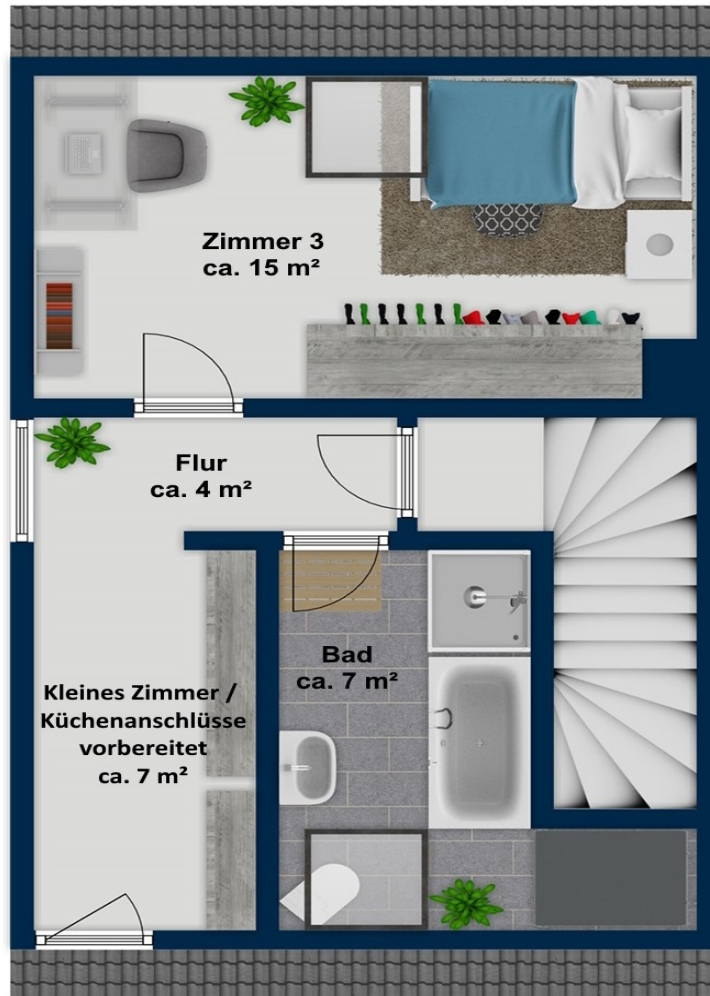 Zimmer 3
ca. 15 m²
Flur
ca. 4 m²
Bad
ca. 7 m²
Kleines Zimmer /
Küchenanschlüsse
vorbereitet
ca. 7 m²